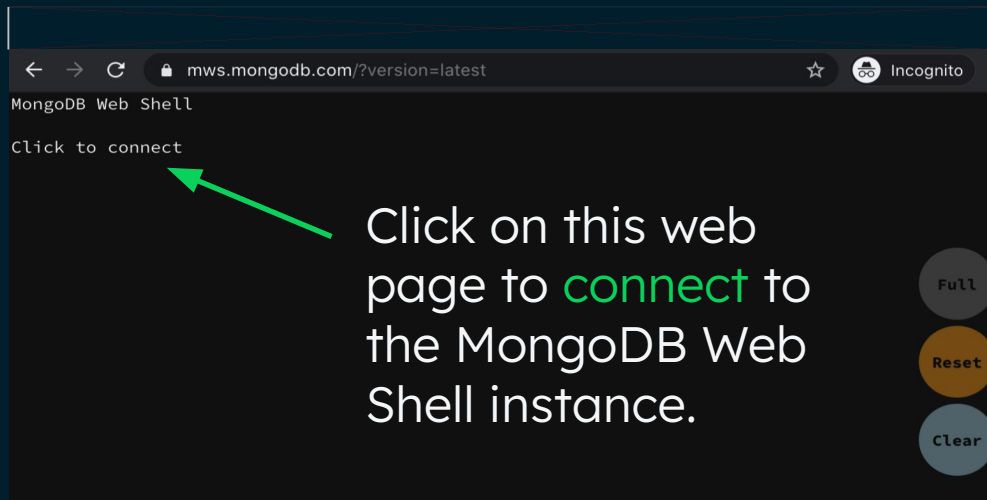 mws.mongodb.com/?version=latest
Incognito
MongoDB Web Shell
Click to connect
Click on this web
page to connect to
the MongoDB Web
Shell instance.
Full
Reset
Clear